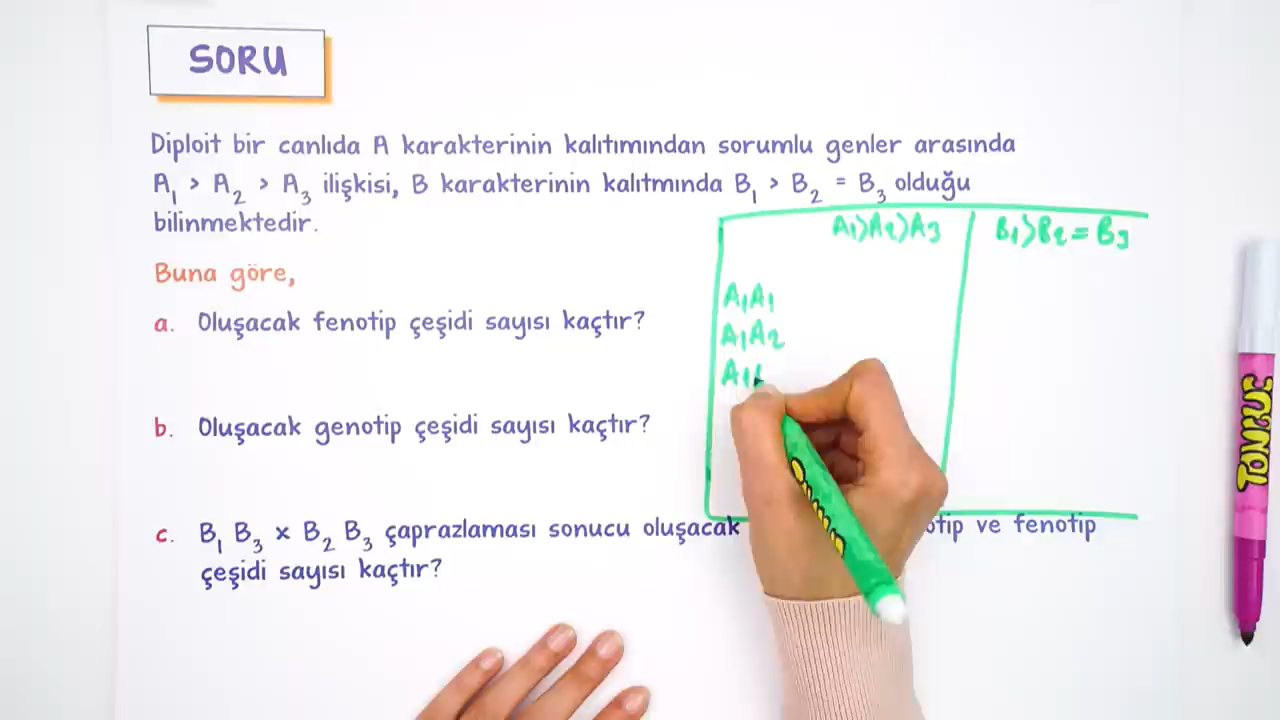 SORU
Diploit bir canlıda A karakterinin kalıtımından sorumlu genler arasında
A₁ > A₂ > A₃ ilişkisi, B karakterinin kalıtmında B₁ > B₂ = B₃ olduğu
bilinmektedir.
A₁>A₂>A₃ B₁>B₂=B₃
Buna göre,
A₁A₁
a. Oluşacak fenotip çeşidi sayısı kaçtır?
A₁A₂
A₁
b. Oluşacak genotip çeşidi sayısı kaçtır?
c. B₁ B₃ x B₂ B₃ çaprazlaması sonucu oluşacak ve fenotip
çeşidi sayısı kaçtır?
TONGUÇ